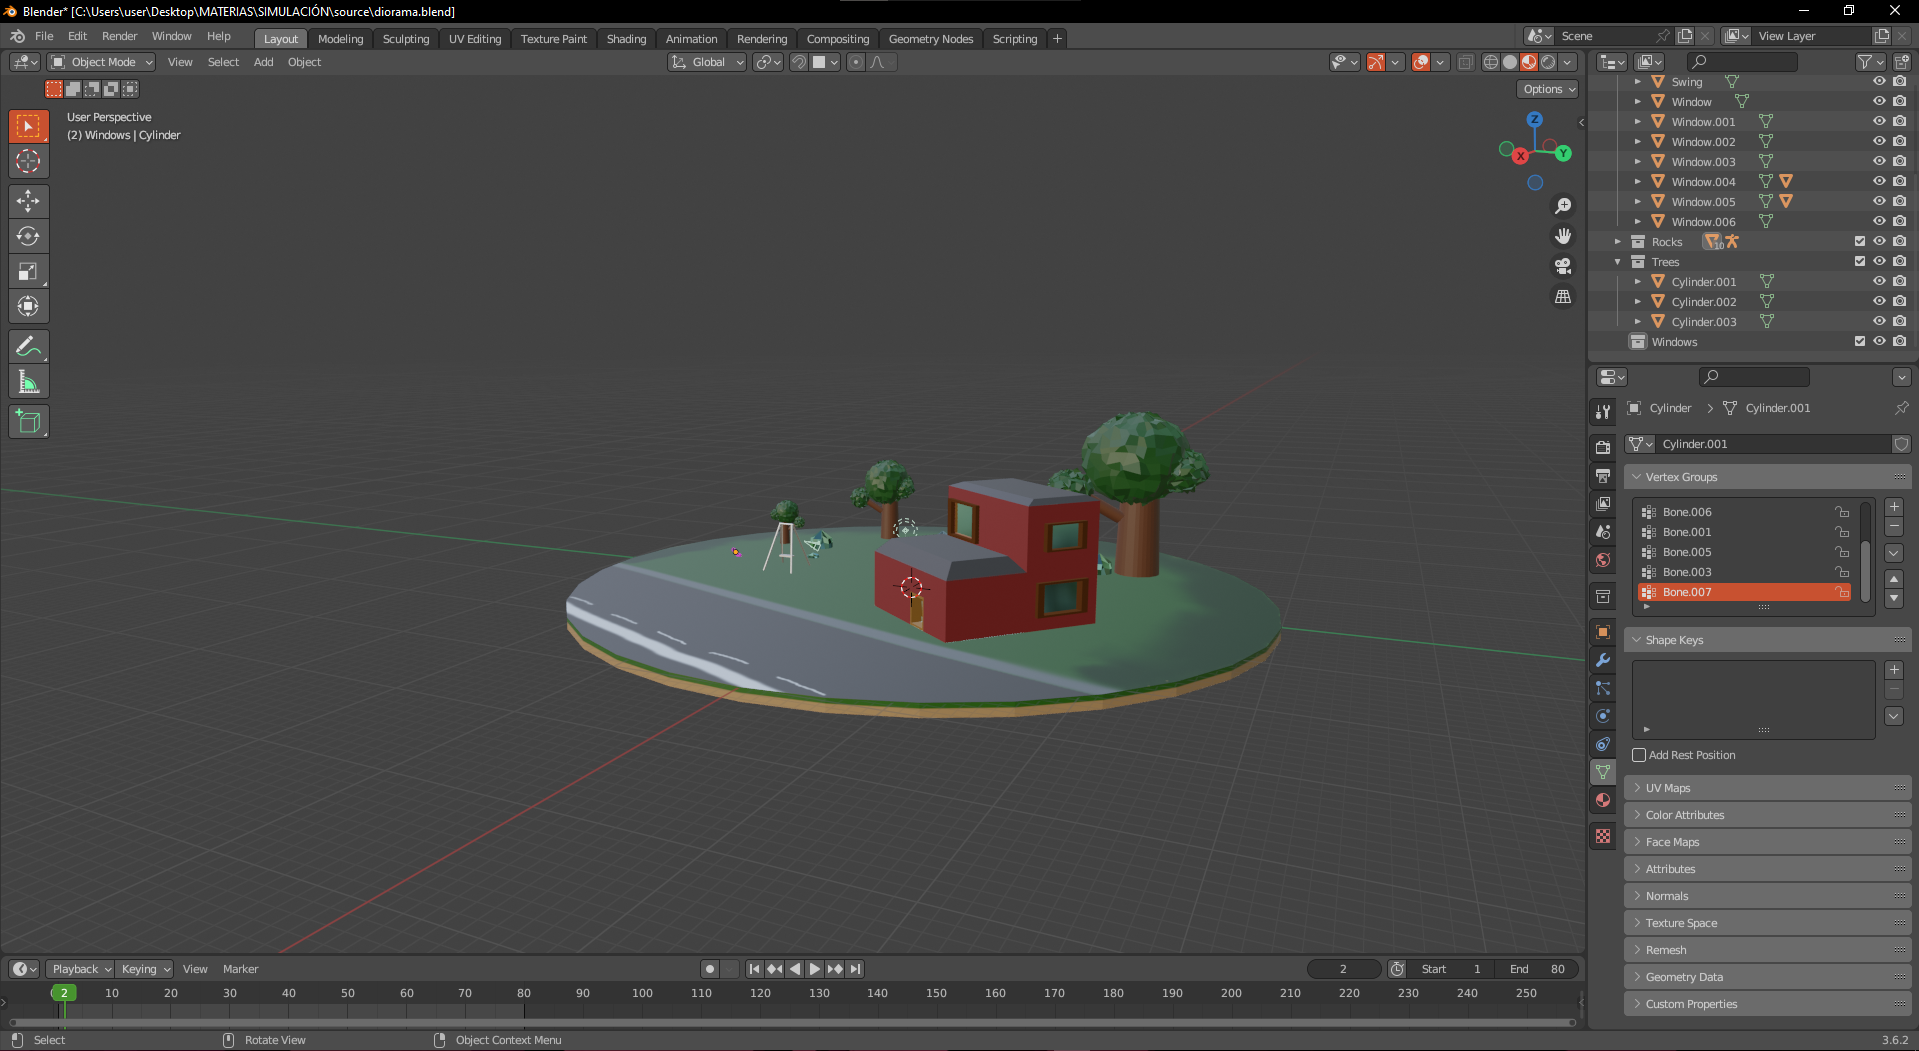 Blender* [C:\Users\user\Desktop\MATERIAS\SIMULACIÓN\source\diorama.blend]
File Edit Render Window Help Layout Modeling Sculpting UV Editing Texture Paint Shading Animation Rendering Compositing Geometry Nodes Scripting + Scene View Layer
Object Mode View Select Add Object Global
Options
User Perspective
(2) Windows | Cylinder
Z
X
Y
Swing
Window
Window.001
Window.002
Window.003
Window.004
Window.005
Window.006
Rocks 10
Trees
Cylinder.001
Cylinder.002
Cylinder.003
Windows
Cylinder > Cylinder.001
Cylinder.001
Vertex Groups
Bone.006
Bone.001
Bone.005
Bone.003
Bone.007
Shape Keys
Add Rest Position
UV Maps
Color Attributes
Face Maps
Attributes
Normals
Texture Space
Remesh
Geometry Data
Custom Properties
Playback Keying View Marker 2 Start 1 End 80
2 10 20 30 40 50 60 70 80 90 100 110 120 130 140 150 160 170 180 190 200 210 220 230 240 250
Select Rotate View Object Context Menu 3.6.2